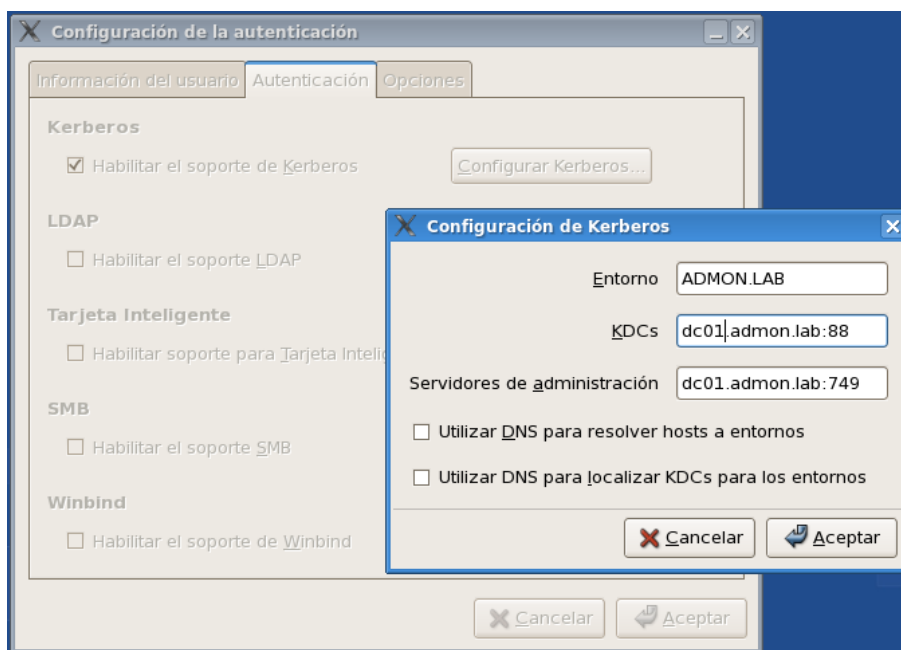 Configuración de la autenticación
Información del usuario Autenticación Opciones
Kerberos
Habilitar el soporte de Kerberos Configurar Kerberos...
LDAP
Habilitar el soporte LDAP
Tarjeta Inteligente
Habilitar soporte para Tarjeta Intelig
SMB
Habilitar el soporte SMB
Winbind
Habilitar el soporte de Winbind
Cancelar Aceptar
Configuración de Kerberos
Entorno ADMON.LAB
KDCs dc01.admon.lab:88
Servidores de administración dc01.admon.lab:749
Utilizar DNS para resolver hosts a entornos
Utilizar DNS para localizar KDCs para los entornos
Cancelar Aceptar